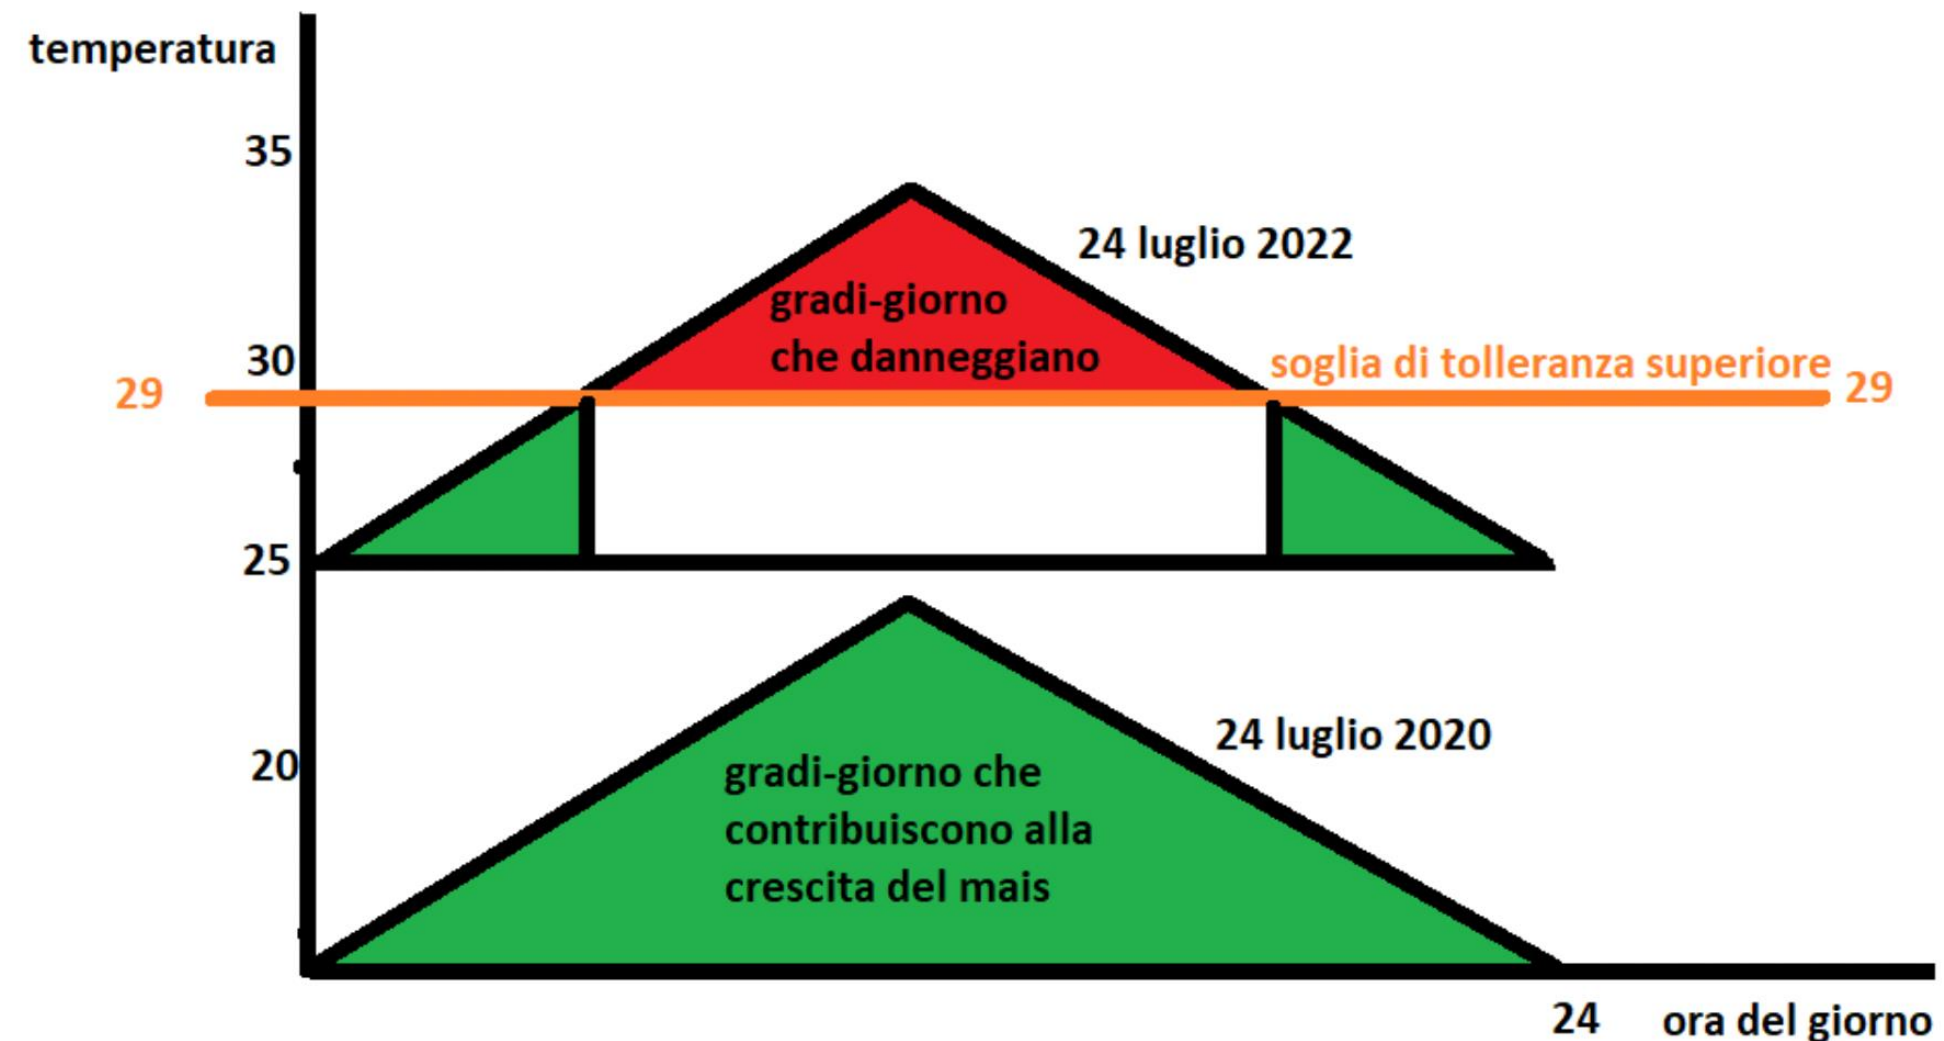 temperatura
35
24 luglio 2022
gradi-giorno
che danneggiano
30
soglia di tolleranza superiore
29
29
25
24 luglio 2020
20
gradi-giorno che
contribuiscono alla
crescita del mais
24
ora del giorno